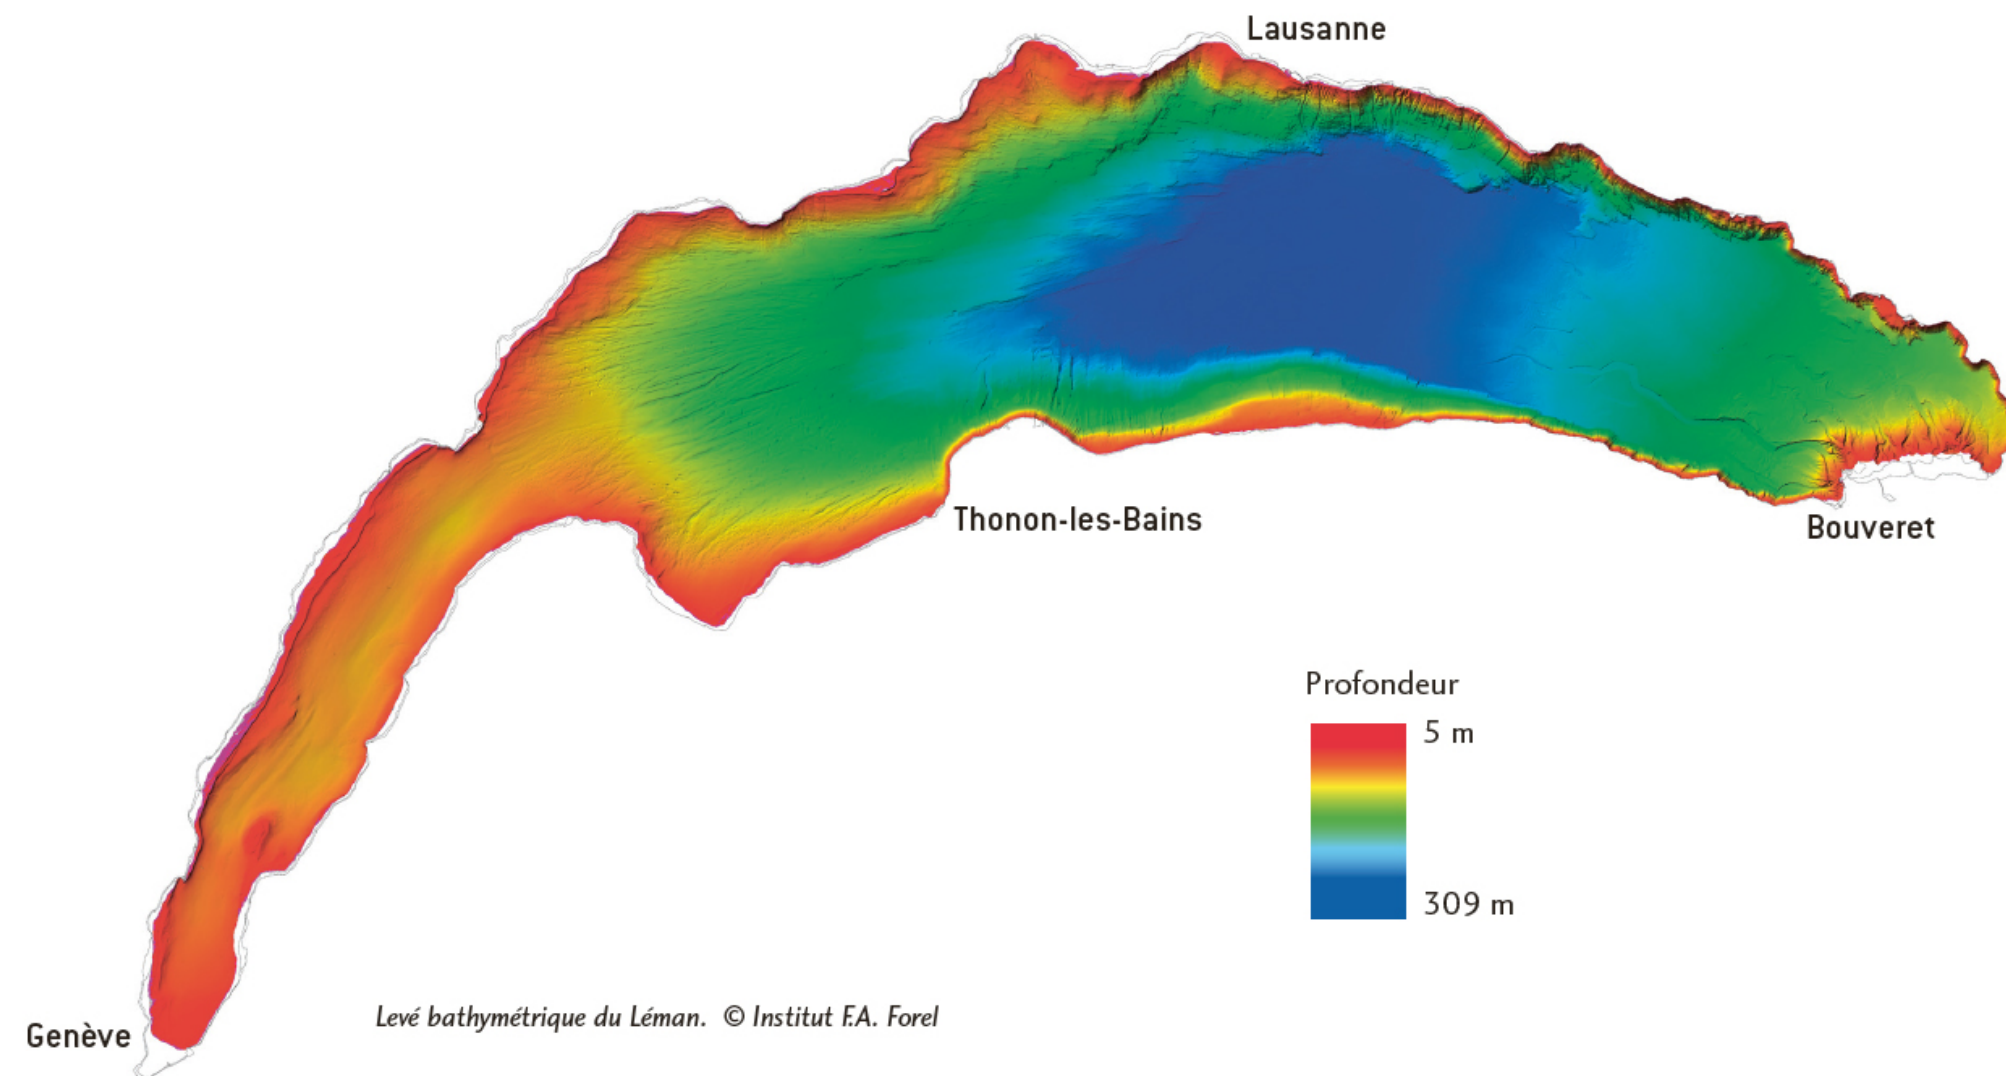 Lausanne
Thonon-les-Bains
Bouveret
Profondeur
5 m
309 m
Levé bathymétrique du Léman. © Institut F.A. Forel
Genève